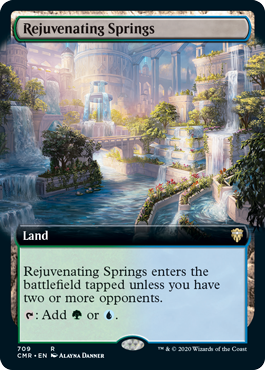 Rejuvenating Springs
Land
Rejuvenating Springs enters the
battlefield tapped unless you have
two or more opponents.
: Add or .
709 R
CMR • EN ALAYNA DANNER
™ & © 2020 Wizards of the Coast